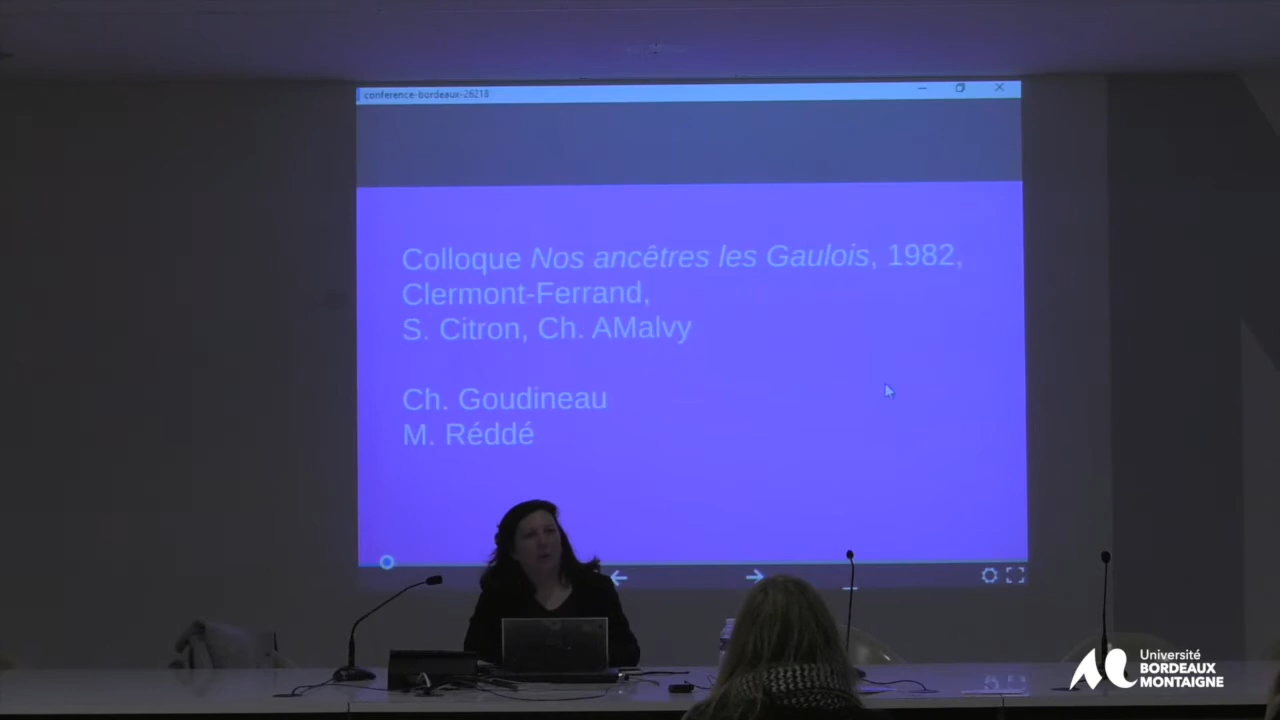 conference-bordeaux-26218
Colloque Nos ancêtres les Gaulois, 1982,
Clermont-Ferrand,
S. Citron, Ch. AMalvy
Ch. Goudineau
M. Réddé
Université
BORDEAUX
MONTAIGNE